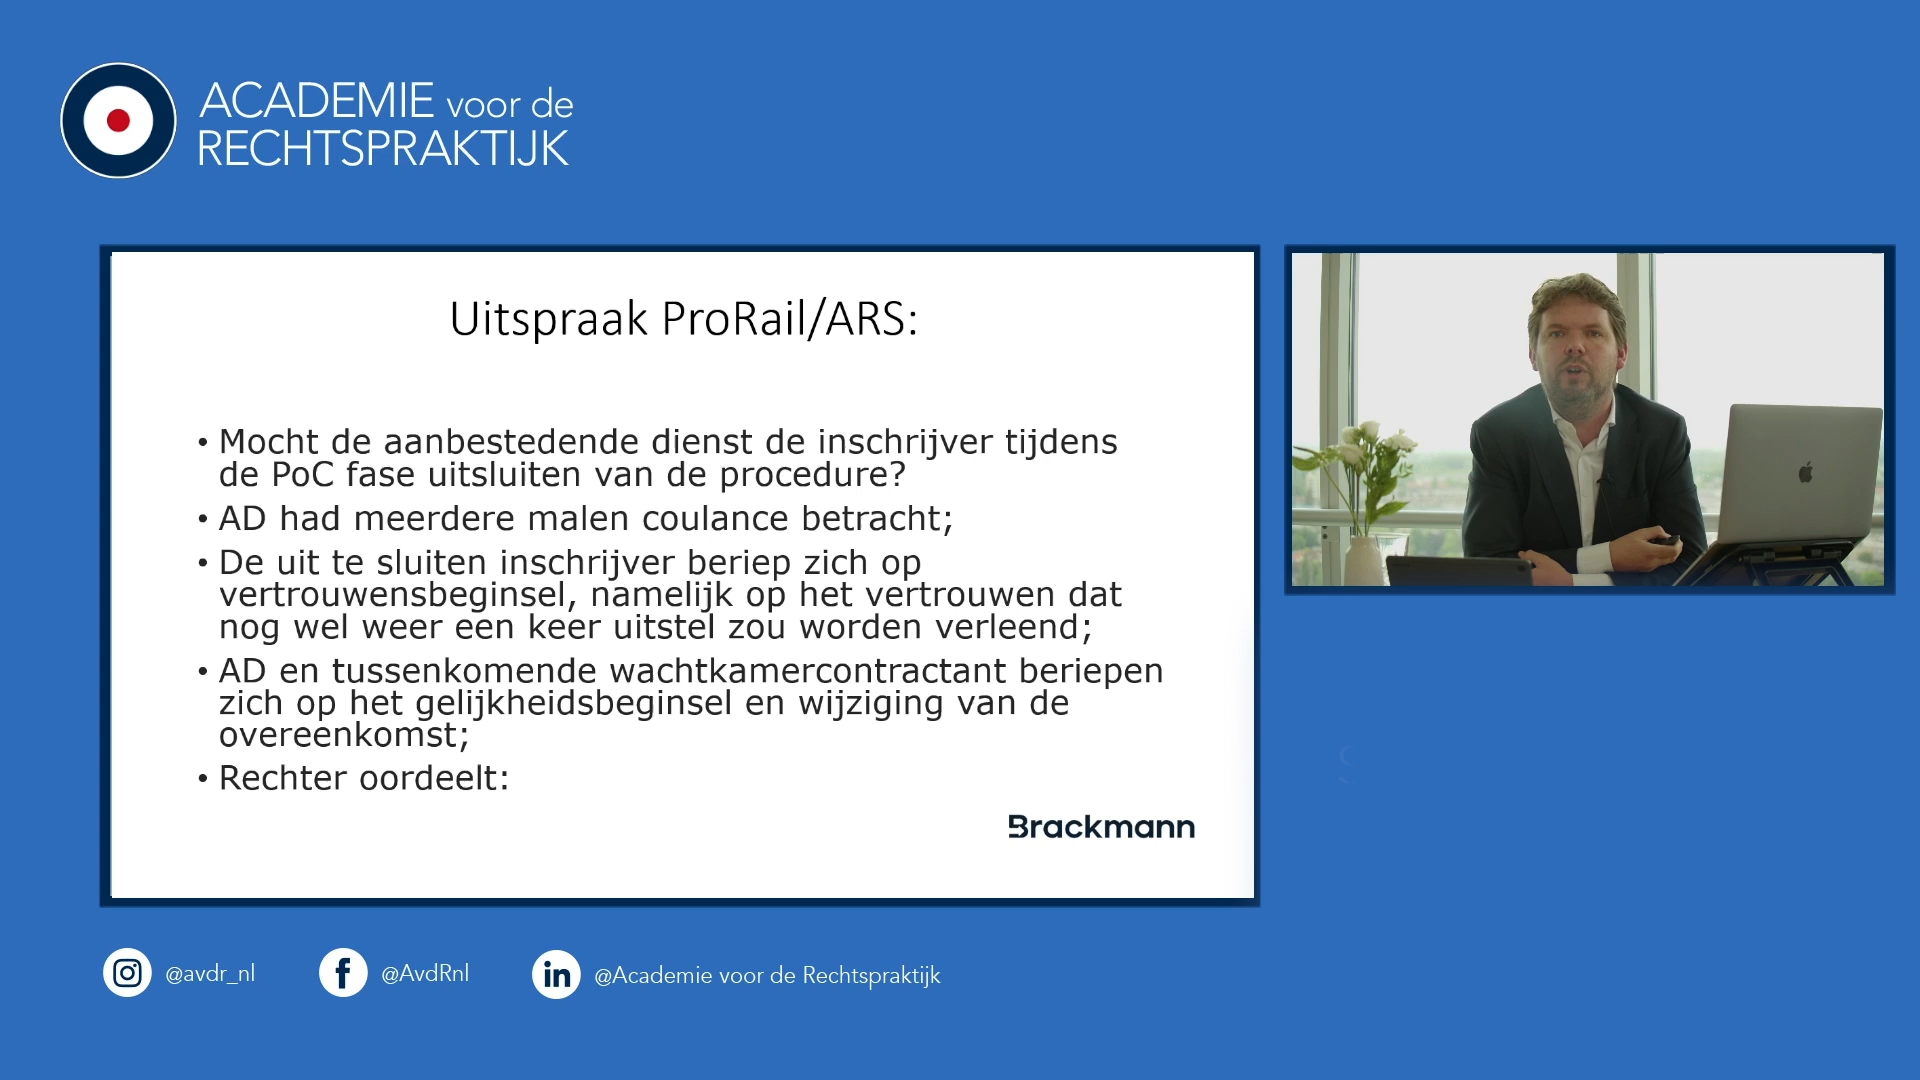 ACADEMIE voor de
RECHTSPRAKTIJK
Uitspraak ProRail/ARS:
• Mocht de aanbestedende dienst de inschrijver tijdens
de PoC fase uitsluiten van de procedure?
• AD had meerdere malen coulance betracht;
• De uit te sluiten inschrijver beriep zich op
vertrouwensbeginsel, namelijk op het vertrouwen dat
nog wel weer een keer uitstel zou worden verleend;
• AD en tussenkomende wachtkamercontractant beriepen
zich op het gelijkheidsbeginsel en wijziging van de
overeenkomst;
• Rechter oordeelt:
Brackmann
@avdr_nl
@AvdRnl
@Academie voor de Rechtspraktijk